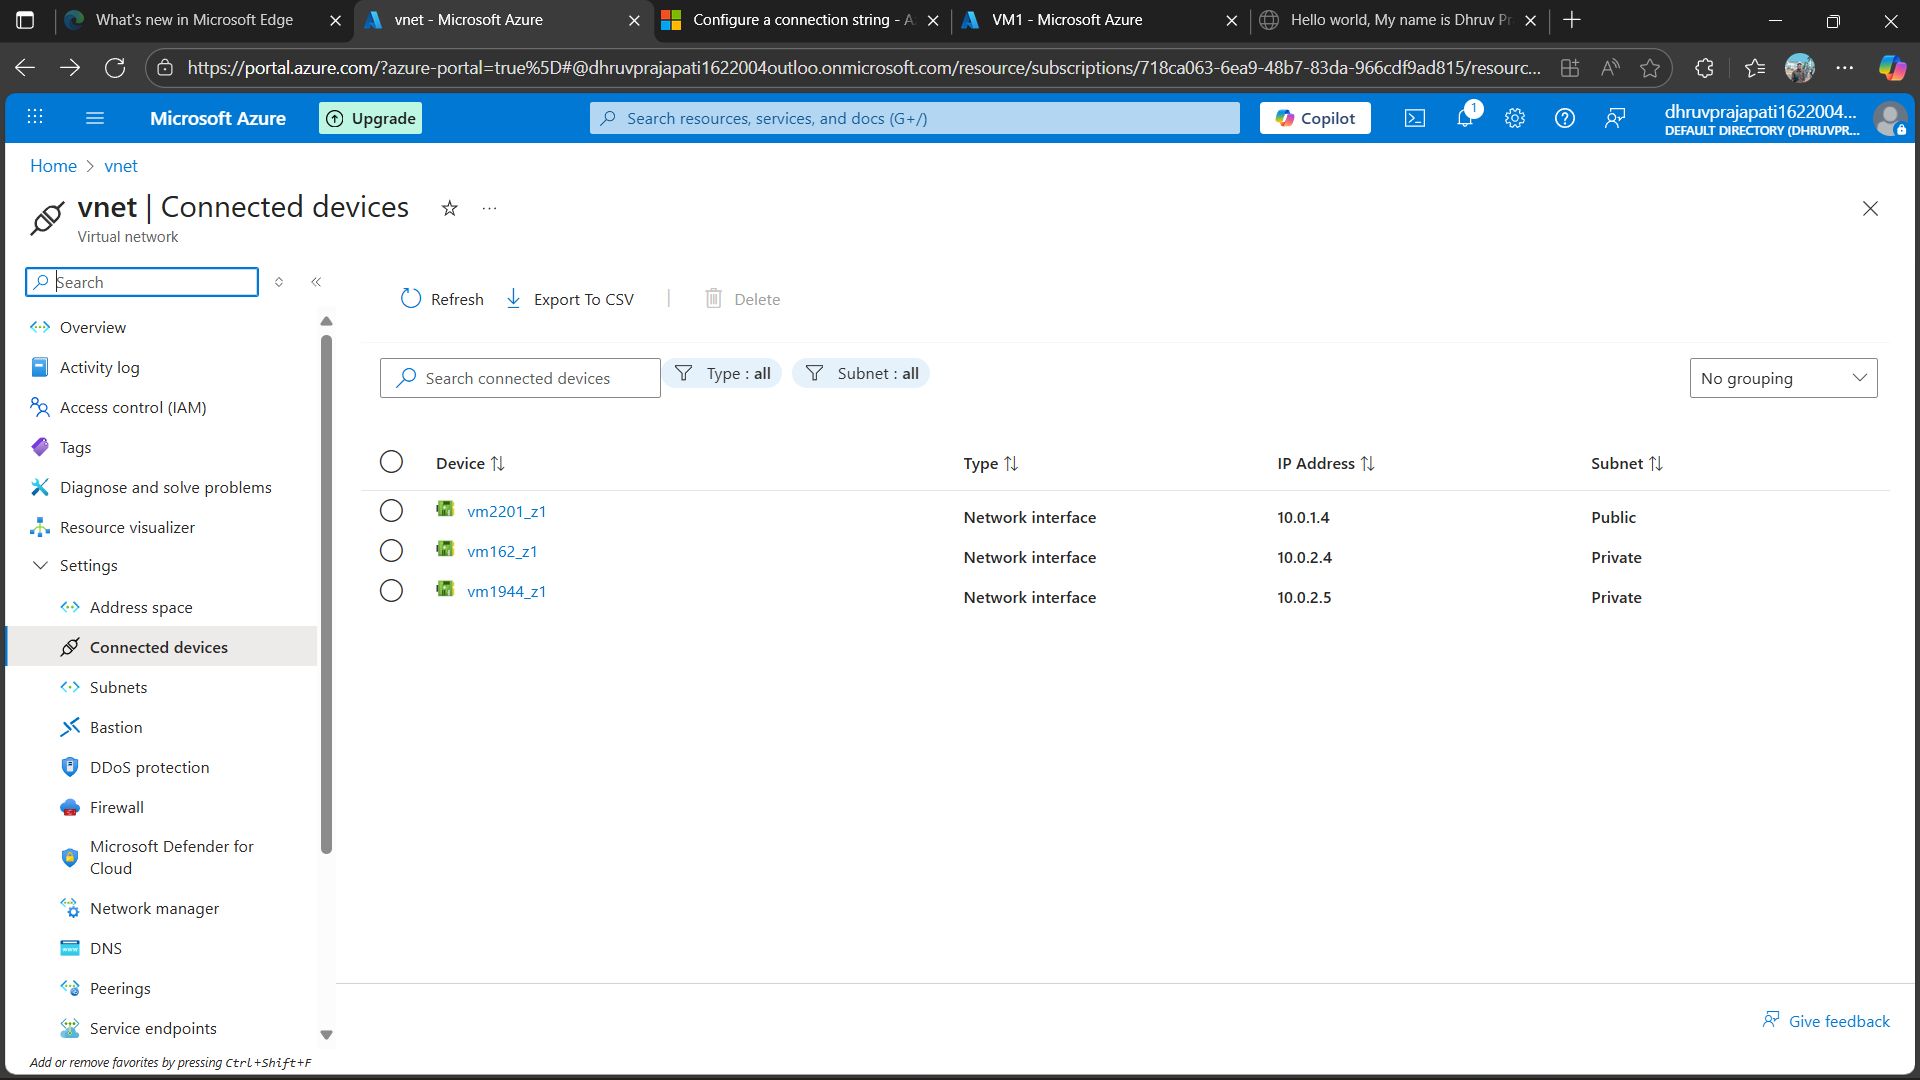 What's new in Microsoft Edge
vnet - Microsoft Azure
Configure a connection string - A
VM1 - Microsoft Azure
Hello world, My name is Dhruv Pr
https://portal.azure.com/?azure-portal=true%5D#@dhruvprajapati1622004outloo.onmicrosoft.com/resource/subscriptions/718ca063-6ea9-48b7-83da-966cdf9ad815/resourc...
Microsoft Azure
Upgrade
Search resources, services, and docs (G+/)
Copilot
1
dhruvprajapati1622004...
DEFAULT DIRECTORY (DHRUVPR...
Home > vnet
vnet | Connected devices
Virtual network
Search
Overview
Activity log
Access control (IAM)
Tags
Diagnose and solve problems
Resource visualizer
Settings
Address space
Connected devices
Subnets
Bastion
DDoS protection
Firewall
Microsoft Defender for
Cloud
Network manager
DNS
Peerings
Service endpoints
Add or remove favorites by pressing Ctrl+Shift+F
Refresh
Export To CSV
Delete
Search connected devices
Type : all
Subnet : all
No grouping
Device Type IP Address Subnet
vm2201_z1 Network interface 10.0.1.4 Public
vm162_z1 Network interface 10.0.2.4 Private
vm1944_z1 Network interface 10.0.2.5 Private
Give feedback